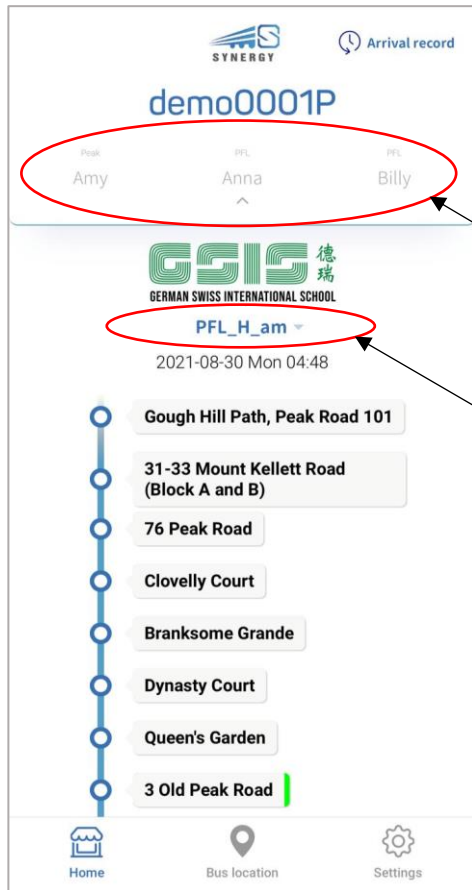 SYNERGY
Arrival record
demo0001P
Peak PFL PFL
Amy Anna Billy
GSIS 德瑞
GERMAN SWISS INTERNATIONAL SCHOOL
PFL_H_am
2021-08-30 Mon 04:48
Gough Hill Path, Peak Road 101
31-33 Mount Kellett Road
(Block A and B)
76 Peak Road
Clovelly Court
Branksome Grande
Dynasty Court
Queen's Garden
3 Old Peak Road
Home Bus location Settings